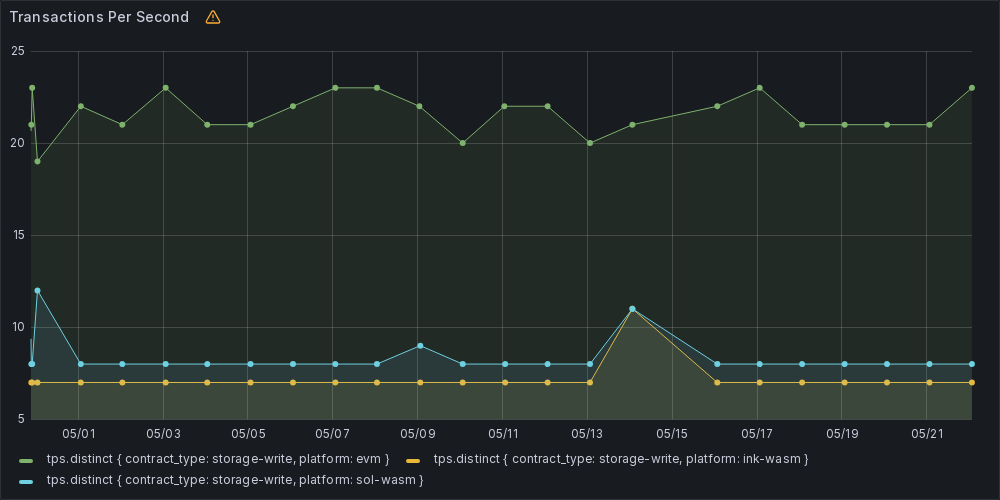 Transactions Per Second
25
20
15
10
5
05/01 05/03 05/05 05/07 05/09 05/11 05/13 05/15 05/17 05/19 05/21
tps.distinct { contract_type: storage-write, platform: evm } tps.distinct { contract_type: storage-write, platform: ink-wasm }
tps.distinct { contract_type: storage-write, platform: sol-wasm }